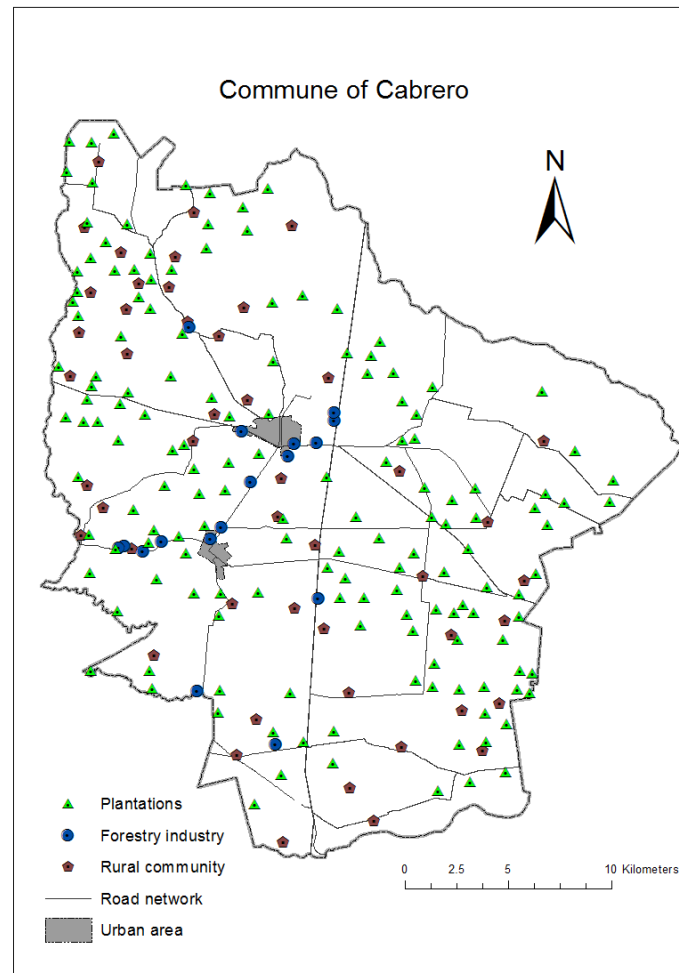 Commune of Cabrero
N
Plantations
Forestry industry
Rural community
Road network
Urban area
0 2.5 5 10 Kilometers